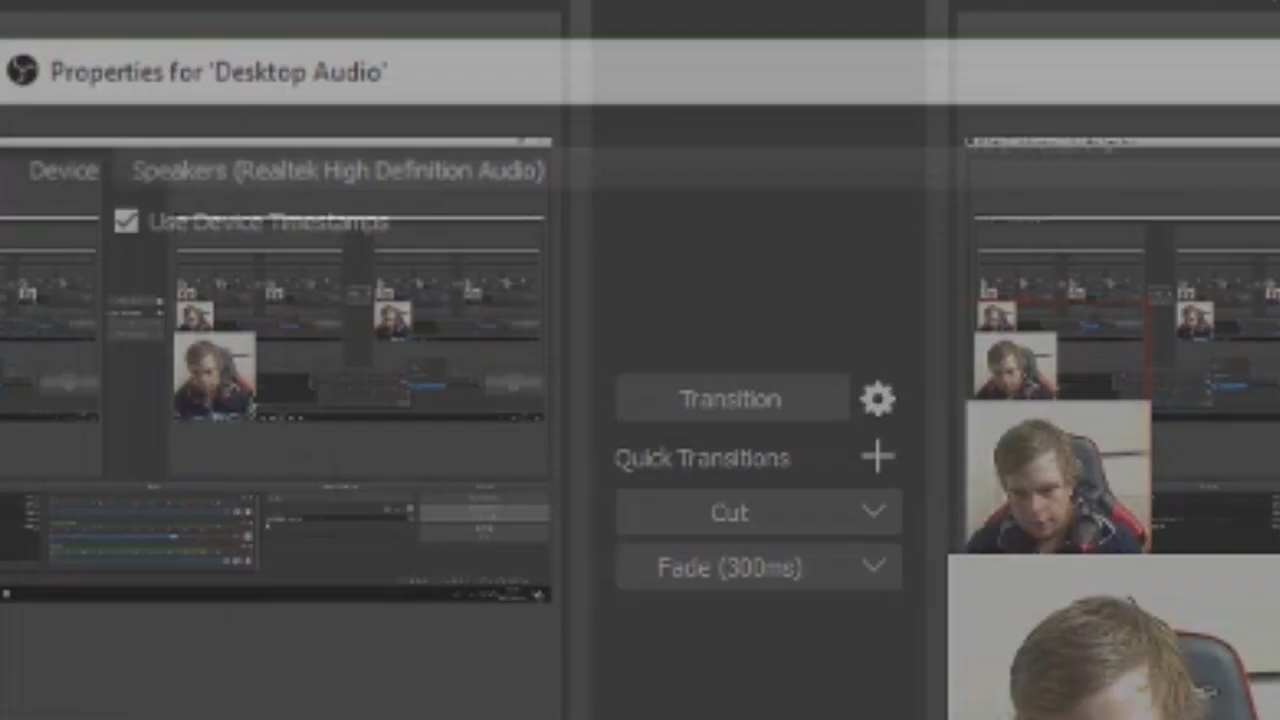 Properties for 'Desktop Audio'
Device Speakers (Realtek High Definition Audio)
Use Device Timestamps
Transition
Quick Transitions
Cut
Fade (300ms)